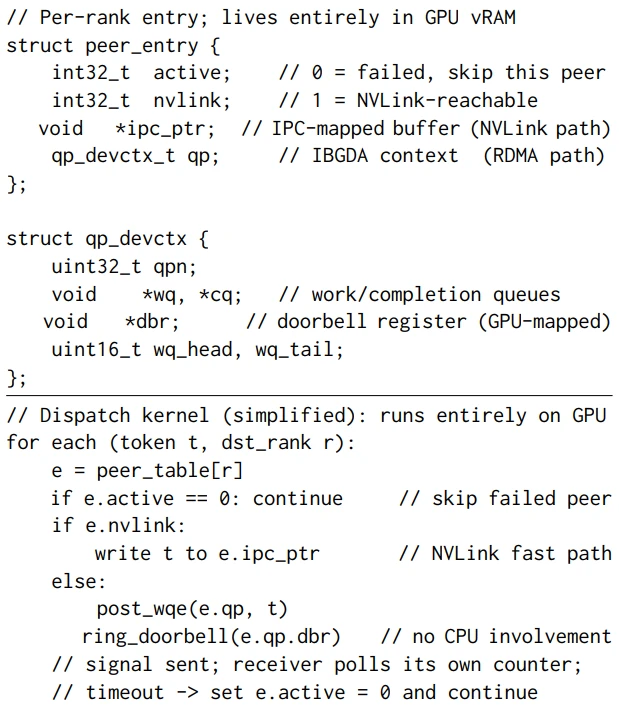 // Per-rank entry; lives entirely in GPU vRAM
struct peer_entry {
    int32_t  active;    // 0 = failed, skip this peer
    int32_t  nvlink;    // 1 = NVLink-reachable
    void   *ipc_ptr;  // IPC-mapped buffer (NVLink path)
    qp_devctx_t qp;     // IBGDA context  (RDMA path)
};

struct qp_devctx {
    uint32_t qpn;
    void    *wq, *cq;   // work/completion queues
    void   *dbr;      // doorbell register (GPU-mapped)
    uint16_t wq_head, wq_tail;
};
// Dispatch kernel (simplified): runs entirely on GPU
for each (token t, dst_rank r):
    e = peer_table[r]
    if e.active == 0: continue     // skip failed peer
    if e.nvlink:
        write t to e.ipc_ptr       // NVLink fast path
    else:
        post_wqe(e.qp, t)
        ring_doorbell(e.qp.dbr)   // no CPU involvement
    // signal sent; receiver polls its own counter;
    // timeout -> set e.active = 0 and continue